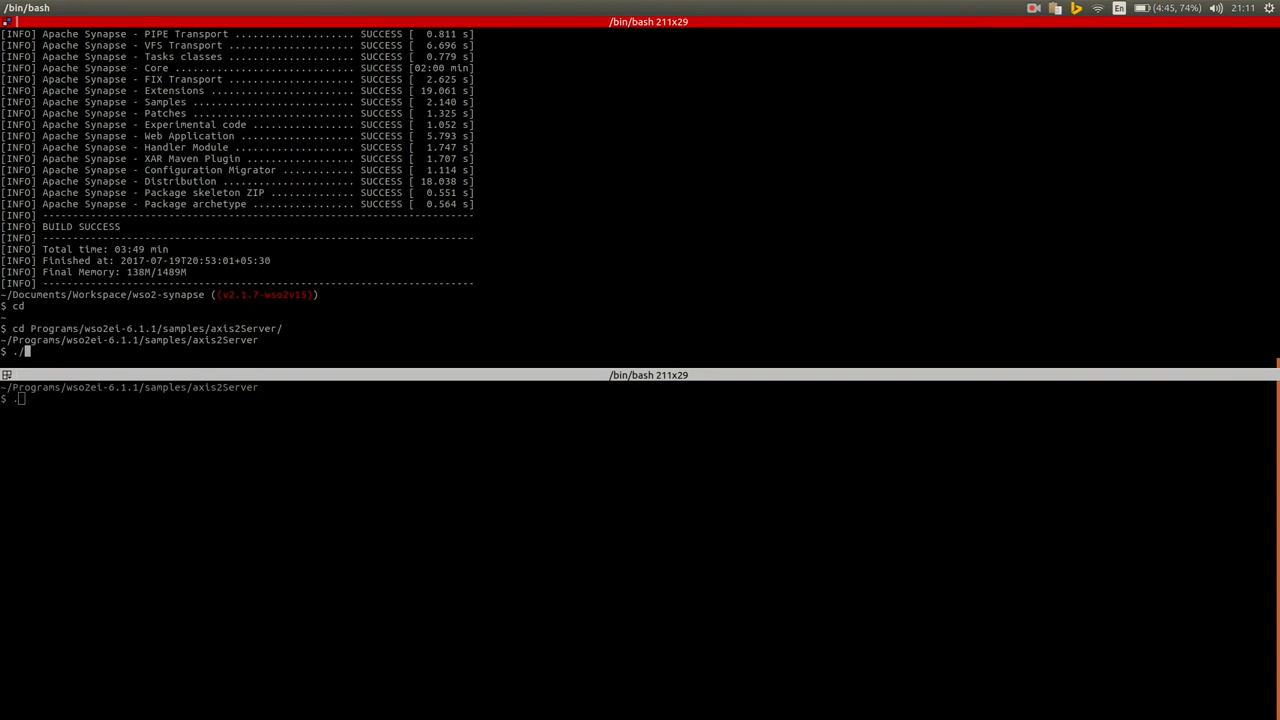 /bin/bash
En
(4:45, 74%)
21:11
/bin/bash 211x29
[INFO] Apache Synapse - PIPE Transport .................... SUCCESS [  0.811 s]
[INFO] Apache Synapse - VFS Transport ..................... SUCCESS [  6.696 s]
[INFO] Apache Synapse - Tasks classes ..................... SUCCESS [  0.779 s]
[INFO] Apache Synapse - Core .............................. SUCCESS [02:00 min]
[INFO] Apache Synapse - FIX Transport ..................... SUCCESS [  2.625 s]
[INFO] Apache Synapse - Extensions ........................ SUCCESS [ 19.061 s]
[INFO] Apache Synapse - Samples ........................... SUCCESS [  2.140 s]
[INFO] Apache Synapse - Patches ........................... SUCCESS [  1.325 s]
[INFO] Apache Synapse - Experimental code ................. SUCCESS [  1.052 s]
[INFO] Apache Synapse - Web Application ................... SUCCESS [  5.793 s]
[INFO] Apache Synapse - Handler Module .................... SUCCESS [  1.747 s]
[INFO] Apache Synapse - XAR Maven Plugin .................. SUCCESS [  1.707 s]
[INFO] Apache Synapse - Configuration Migrator ............ SUCCESS [  1.114 s]
[INFO] Apache Synapse - Distribution ...................... SUCCESS [ 18.038 s]
[INFO] Apache Synapse - Package skeleton ZIP .............. SUCCESS [  0.551 s]
[INFO] Apache Synapse - Package archetype ................. SUCCESS [  0.564 s]
[INFO] ------------------------------------------------------------------------
[INFO] BUILD SUCCESS
[INFO] ------------------------------------------------------------------------
[INFO] Total time: 03:49 min
[INFO] Finished at: 2017-07-19T20:53:01+05:30
[INFO] Final Memory: 138M/1489M
[INFO] ------------------------------------------------------------------------
~/Documents/Workspace/wso2-synapse ((v2.1.7-wso2v15))
$ cd
~
$ cd Programs/wso2ei-6.1.1/samples/axis2Server/
~/Programs/wso2ei-6.1.1/samples/axis2Server
$ ./
/bin/bash 211x29
~/Programs/wso2ei-6.1.1/samples/axis2Server
$ .